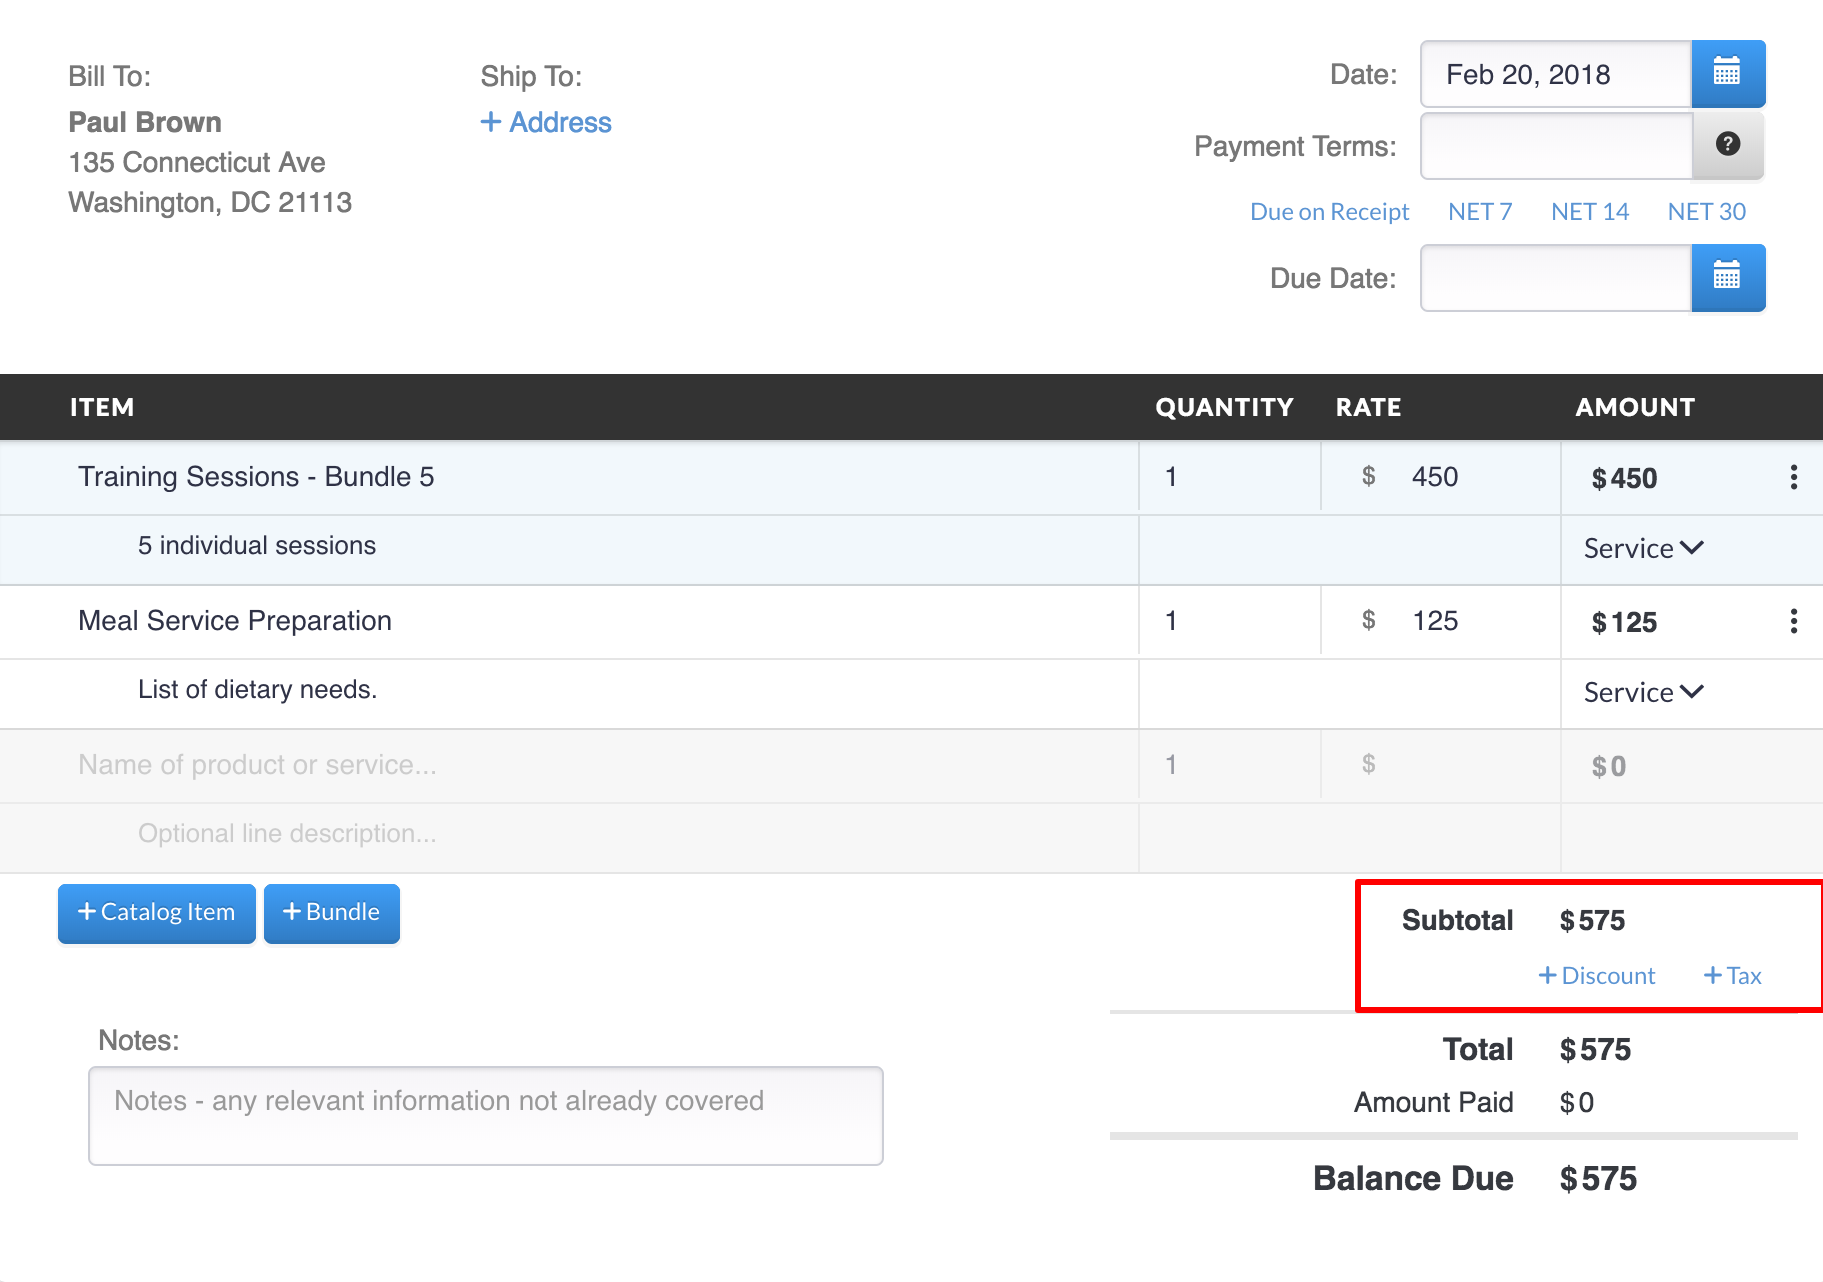 Bill To:
Paul Brown
135 Connecticut Ave
Washington, DC 21113
Ship To:
+ Address
Date: Feb 20, 2018
Payment Terms: ?
Due on Receipt NET 7 NET 14 NET 30
Due Date:
ITEM QUANTITY RATE AMOUNT
Training Sessions - Bundle 5 1 $ 450 $450
5 individual sessions Service
Meal Service Preparation 1 $ 125 $125
List of dietary needs. Service
Name of product or service... 1 $ $0
Optional line description...
+ Catalog Item + Bundle
Subtotal $575
+ Discount + Tax
Notes:
Notes - any relevant information not already covered
Total $575
Amount Paid $0
Balance Due $575